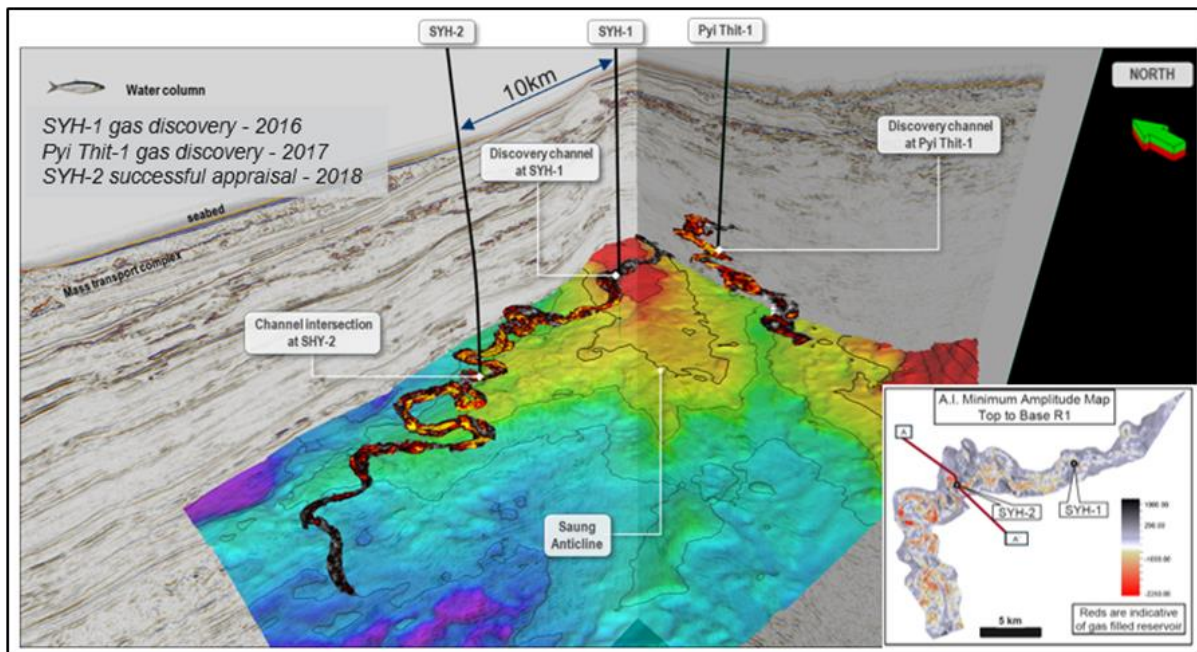 SYH-2
SYH-1
Pyi Thit-1
Water column
10km
NORTH
SYH-1 gas discovery - 2016
Pyi Thit-1 gas discovery - 2017
SYH-2 successful appraisal - 2018
Discovery channel
at SYH-1
Discovery channel
at Pyi Thit-1
seabed
Mass transport complex
Channel intersection
at SHY-2
Saung
Anticline
A.I. Minimum Amplitude Map
Top to Base R1
A
SYH-2
SYH-1
A'
5 km
Reds are indicative
of gas filled reservoir